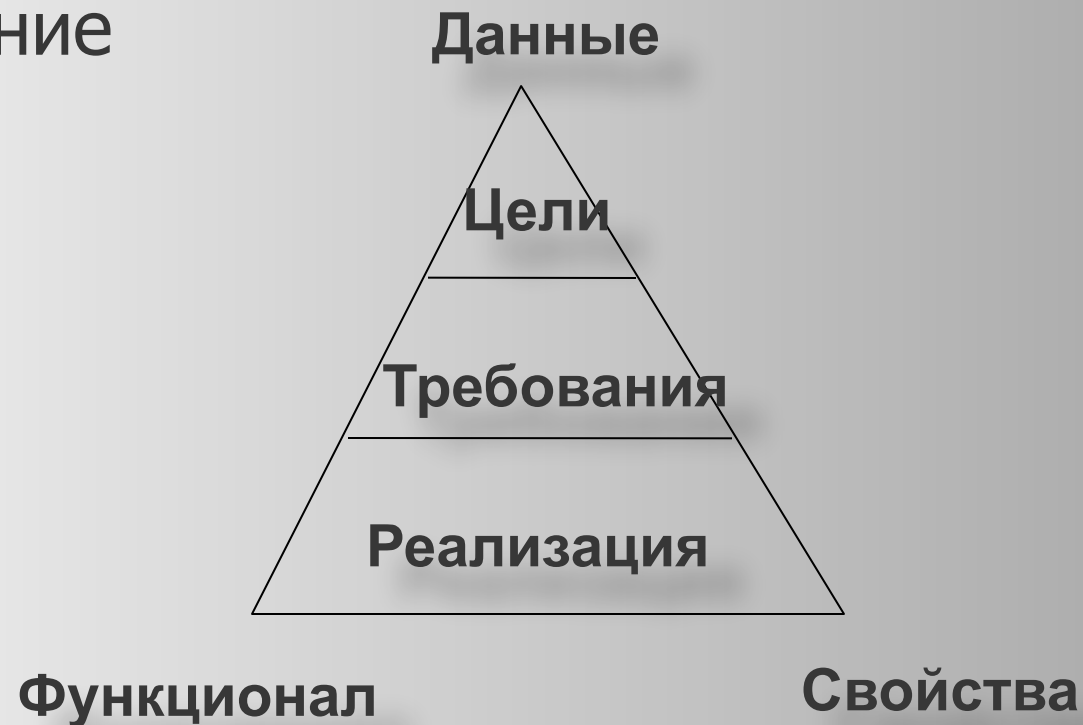 ние
Данные
Цели
Требования
Реализация
Функционал
Свойства